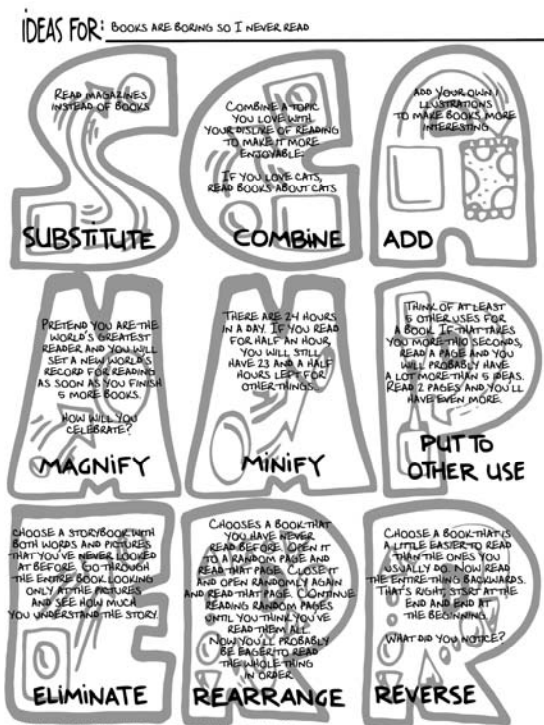 iDEAS FOR: BOOKS ARE BORING SO I NEVER READ
READ MAGAZINES
INSTEAD OF BOOKS
SUBSTITUTE
COMBINE A TOPIC
YOU LOVE WITH
YOUR DISLIKE OF READING
TO MAKE IT MORE
ENJOYABLE.
IF YOU LOVE CATS,
READ BOOKS ABOUT CATS
COMBINE
ADD YOUR OWN I
LLUSTRATIONS
TO MAKE BOOKS MORE
INTERESTING
ADD
PRETEND YOU ARE THE
WORLD'S GREATEST
READER AND YOU WILL
SET A NEW WORLD'S
RECORD FOR READING
AS SOON AS YOU FINISH
5 MORE BOOKS.
HOW WILL YOU
CELEBRATE?
MAGNIFY
THERE ARE 24 HOURS
IN A DAY. IF YOU READ
FOR HALF AN HOUR,
YOU WILL STILL
HAVE 23 AND A HALF
HOURS LEFT FOR
OTHER THINGS
MINIFY
THINK OF AT LEAST
5 OTHER USES FOR
A BOOK IF THAT TAKES
YOU MORE THIO SECONDS,
READ A PAGE AND YOU
WILL PROBABLY HAVE
A LOT MORE THAN 5 IDEAS.
READ 2 PAGES AND YOU'LL
HAVE EVEN MORE.
PUT TO
OTHER USE
CHOOSE A STORYBOOK WITH
BOTH WORDS AND PICTURES
THAT YOU'VE NEVER LOOKED
AT BEFORE. GO THROUGH
THE ENTIRE BOOK LOOKING
ONLY AT THE PICTURES
AND SEE HOW MUCH
YOU UNDERSTAND THE STORY.
ELIMINATE
CHOOSES A BOOK THAT
YOU HAVE NEVER
READ BEFORE. OPEN IT
TO A RANDOM PAGE AND
READ THAT PAGE. CLOSE IT
AND OPEN RANDOMLY AGAIN
AND READ THAT PAGE. CONTINUE
READING RANDOM PAGES
UNTIL YOU THINK YOU'VE
READ THEM ALL.
NOW YOU'LL PROBABLY
BE EAGER TO READ
THE WHOLE THING
IN ORDER
REARRANGE
CHOOSE A BOOK THAT IS
A LITTLE EASIER TO READ
THAN THE ONES YOU
USUALLY DO. NOW READ
THE ENTIRE THING BACKWARDS.
THAT'S RIGHT, STSRT AT THE
END AND END AT
THE BEGINNING.
WHAT DID YOU NOTICE?
REVERSE